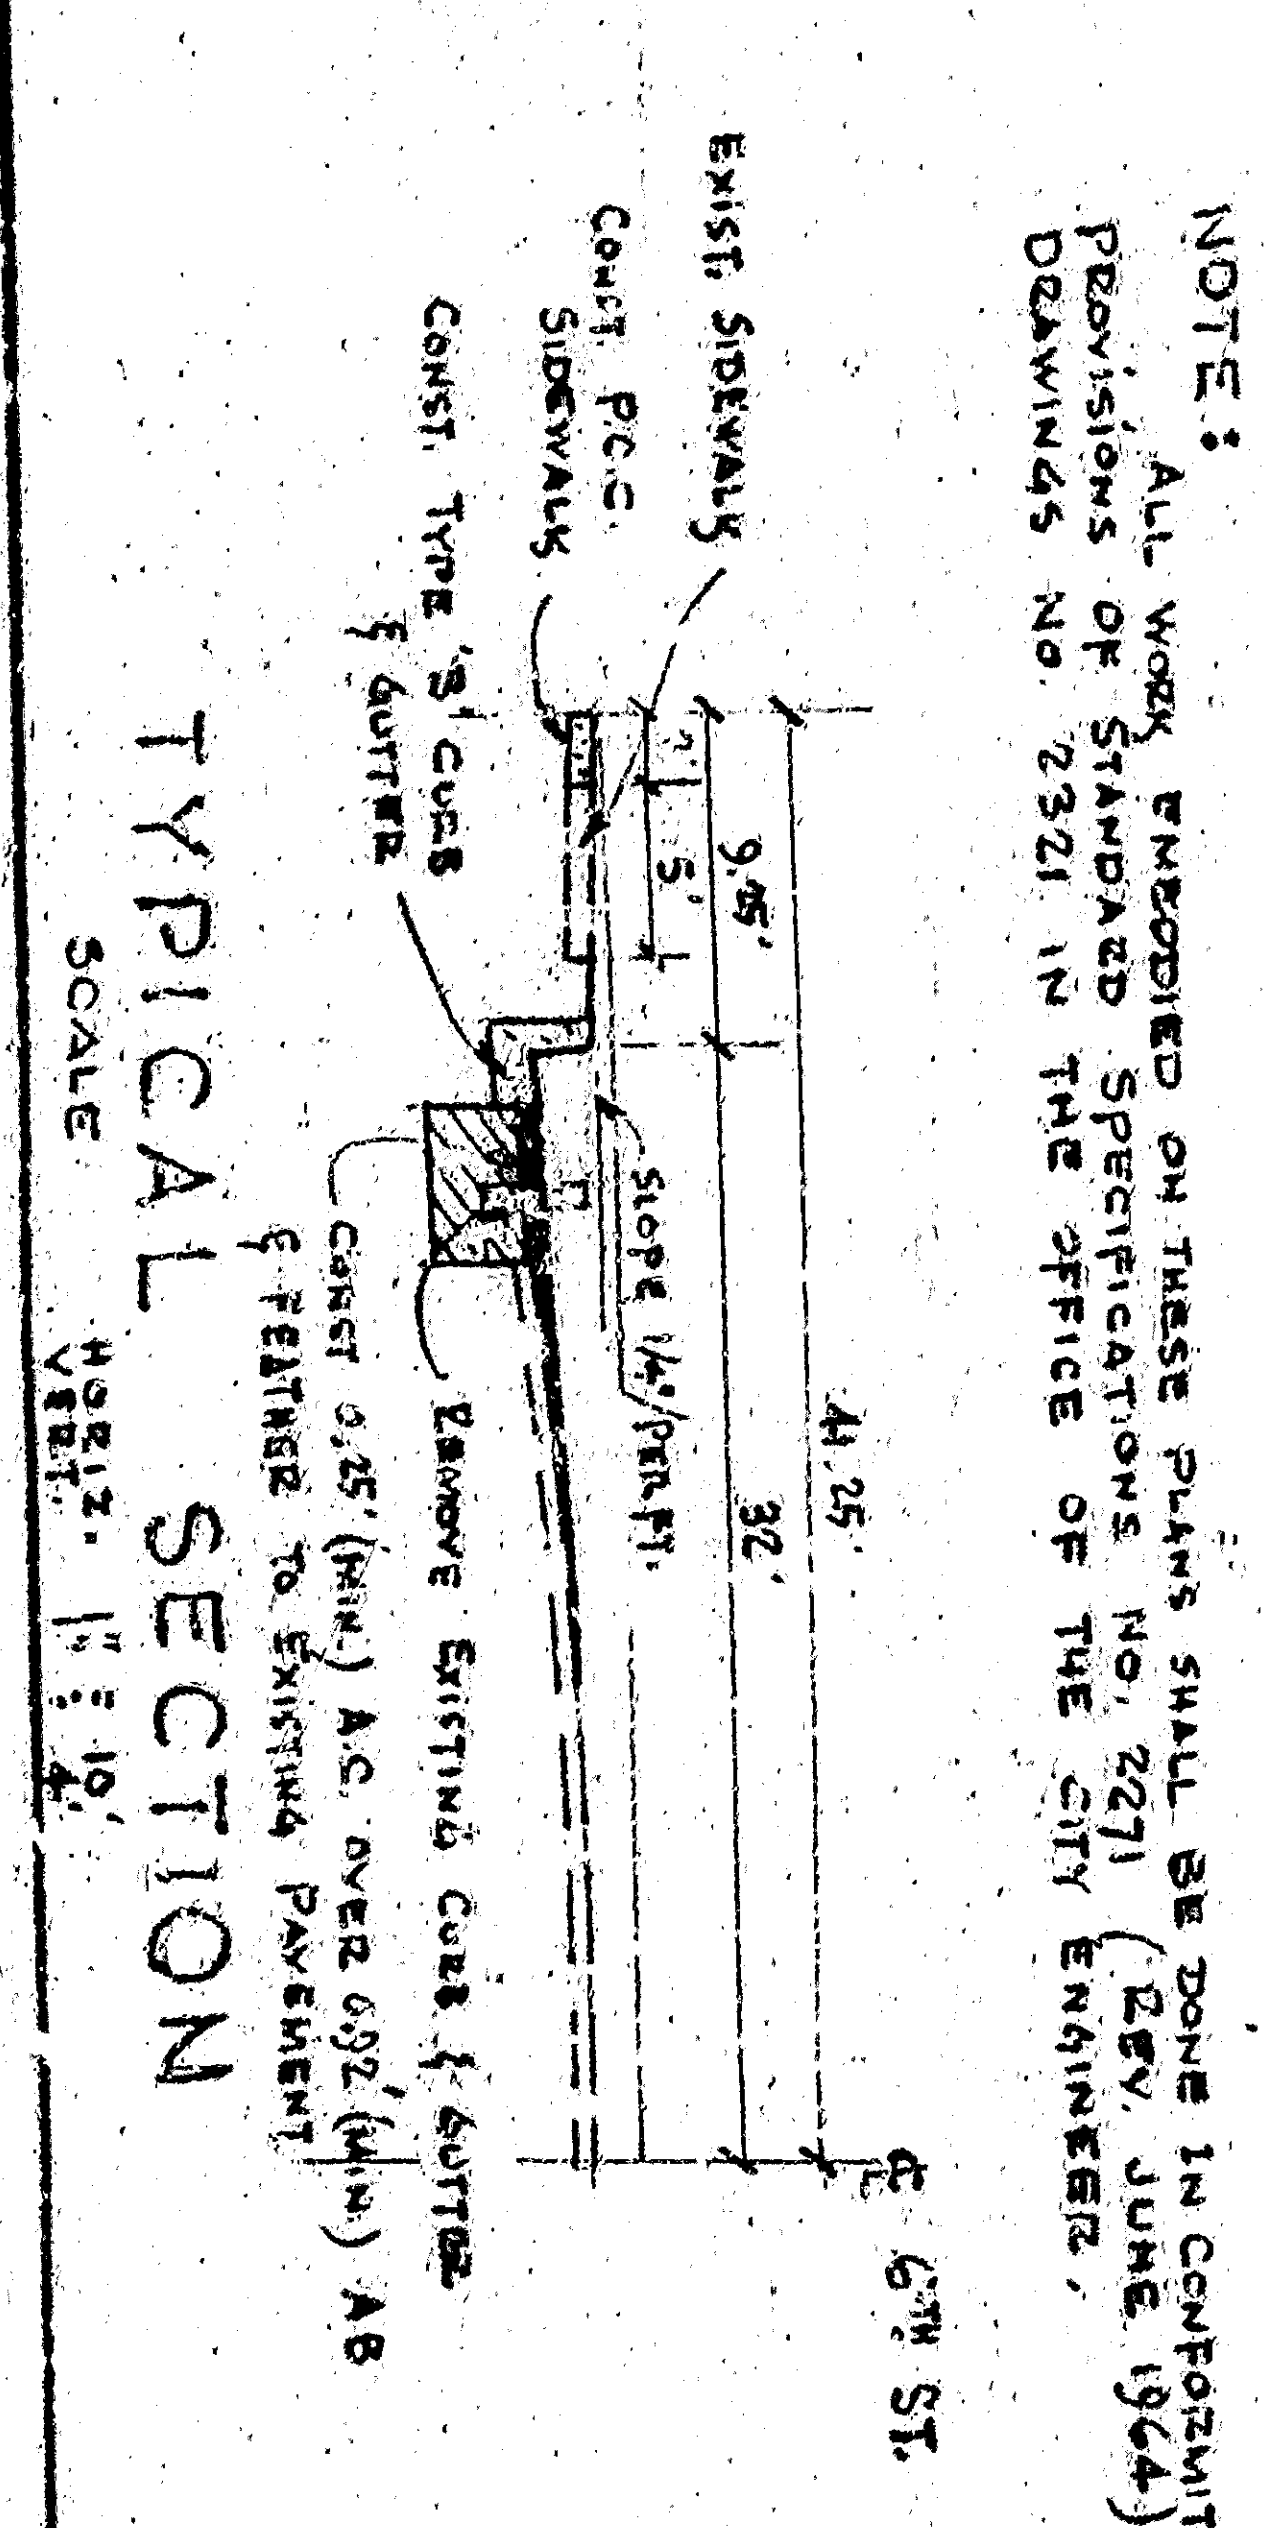 NOTE:
ALL WORK EMBODIED ON THESE PLANS SHALL BE DONE IN CONFORMIT
PROVISIONS OF STANDARD SPECIFICATIONS NO. 2271 (REV. JUNE 1964)
DRAWINGS NO. 2321 IN THE OFFICE OF THE CITY ENGINEER.
℄ 6TH ST.
41.25'
9.25'
32'
5'
EXIST. SIDEWALK
CONST. P.C.C.
SIDEWALK
SLOPE 1/4"/PER FT.
CONST. TYPE 'B' CURB
& GUTTER
REMOVE EXISTING CURB & GUTTER
CONST 0.25' (MIN.) A.C. OVER 0.92' (MIN.) AB
& FEATHER TO EXISTING PAVEMENT
TYPICAL SECTION
SCALE HORIZ. 1" = 10'
VERT. 1" = 4'